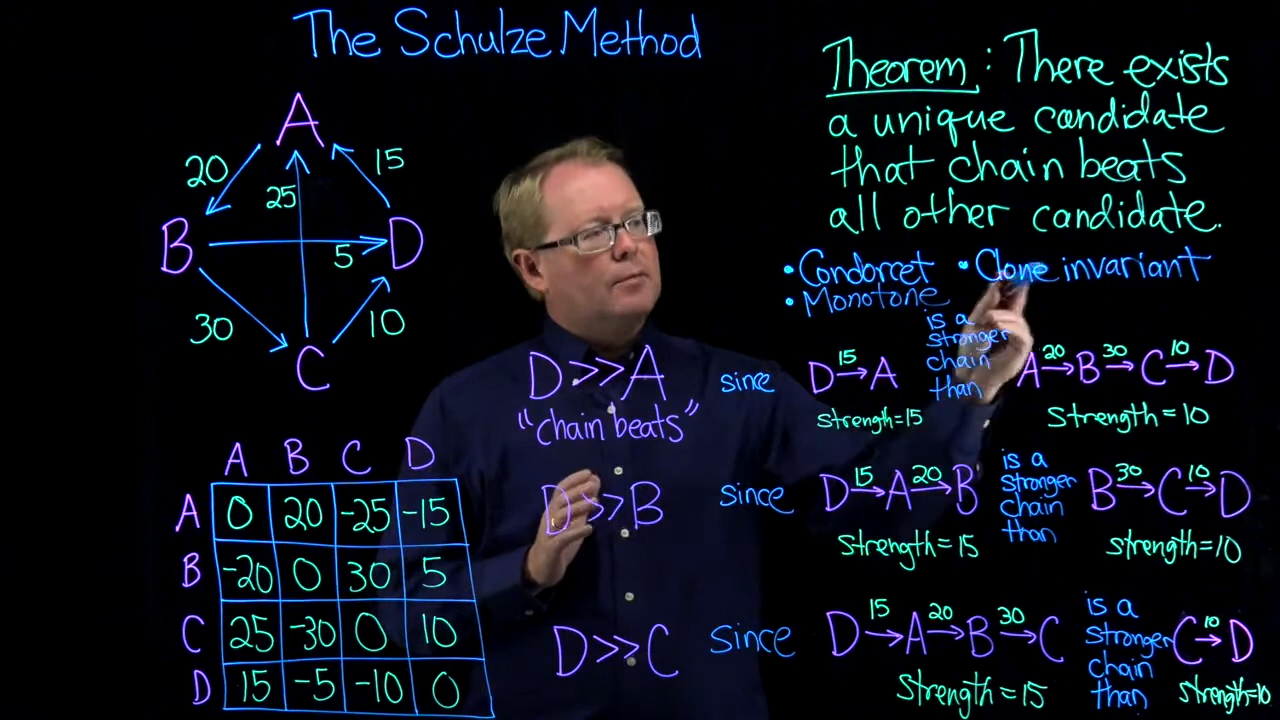 The Schulze Method
Theorem: There exists
a unique candidate
that chain beats
all other candidate.
• Condorcet • Clone invariant
• Monotone
A
20
15
25
B
D
5
30
10
C
D>>A
"chain beats"
since
D 15→ A
strength=15
is a
stronger
chain
than
A 20→ B 30→ C 10→ D
Strength=10
D>>B
since
D 15→ A 20→ B
strength=15
is a
stronger
chain
than
B 30→ C 10→ D
strength=10
D>>C
since
D 15→ A 20→ B 30→ C
strength=15
is a
stronger
chain
than
C 10→ D
strength=10
A B C D
A 0 20 -25 -15
B -20 0 30 5
C 25 -30 0 10
D 15 -5 -10 0